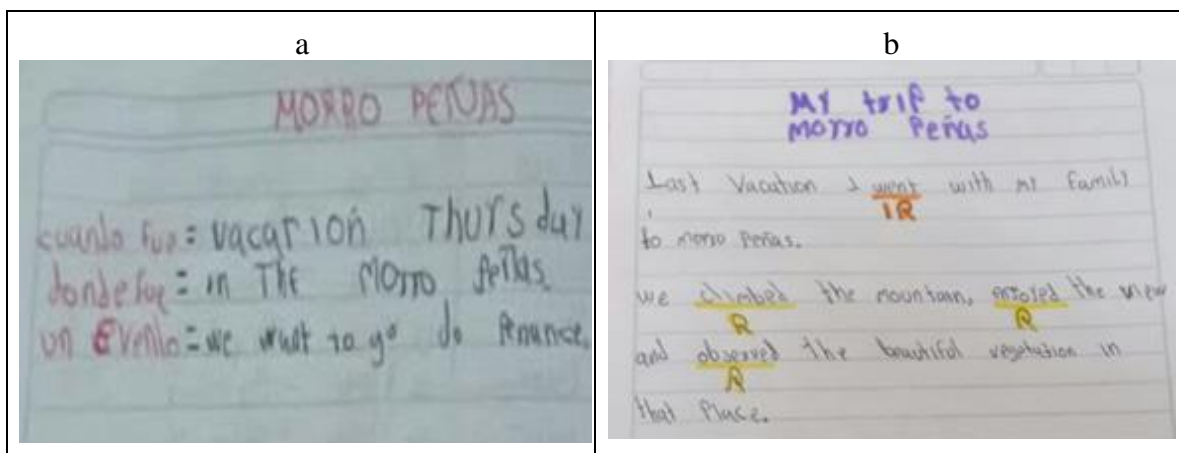 a
MORRO PEÑAS
cuando fue = vacarión Thursday
donde fue = in The Morro Peñas
un Evento = we to go do Penance
b
MY trip to
morro Peñas
Last Vacation I went with my Family
IR
to morro Peñas.
we climbed the mountain, enjoyed the view
R R
and observed the beautiful vegetation in
R
that Place.